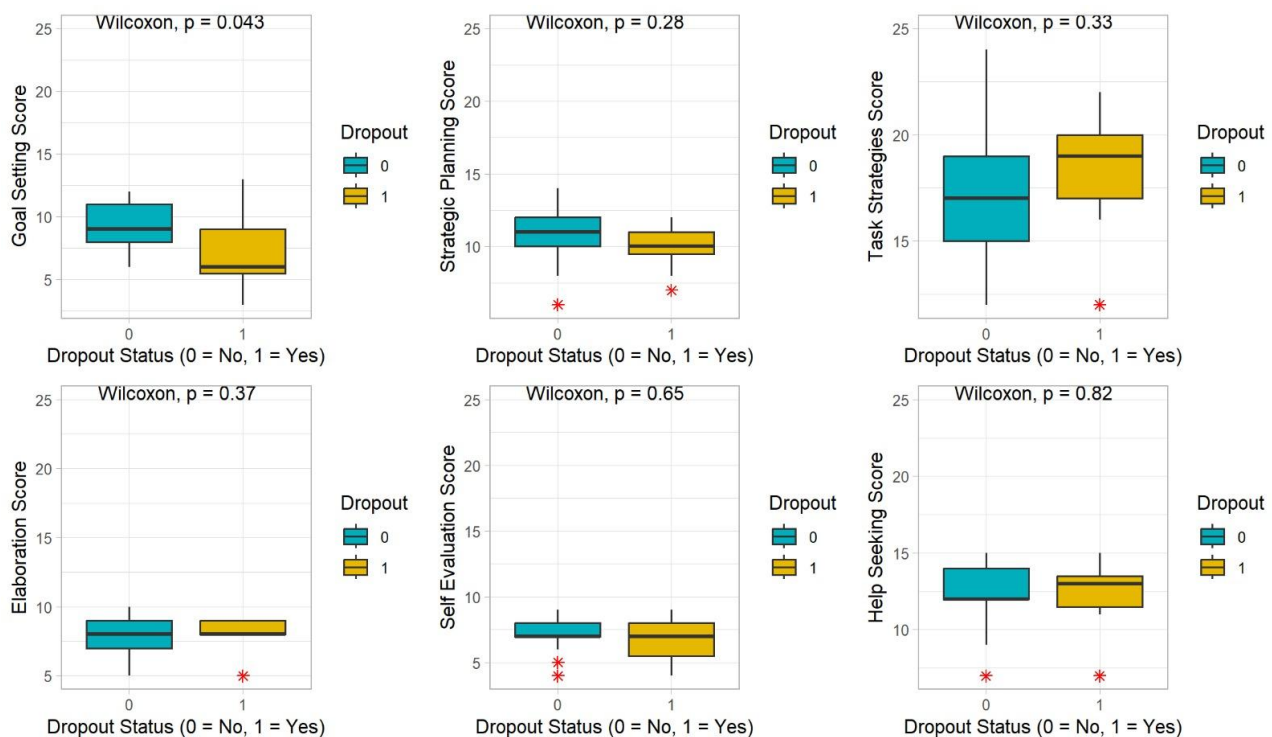 Wilcoxon, p = 0.043
25
20
15
10
5
Goal Setting Score
0 1
Dropout Status (0 = No, 1 = Yes)
Dropout
0
1
Wilcoxon, p = 0.28
25
20
15
10
Strategic Planning Score
0 1
Dropout Status (0 = No, 1 = Yes)
Dropout
0
1
Wilcoxon, p = 0.33
25
20
15
Task Strategies Score
0 1
Dropout Status (0 = No, 1 = Yes)
Dropout
0
1
Wilcoxon, p = 0.37
25
20
15
10
5
Elaboration Score
0 1
Dropout Status (0 = No, 1 = Yes)
Dropout
0
1
Wilcoxon, p = 0.65
25
20
15
10
5
Self Evaluation Score
0 1
Dropout Status (0 = No, 1 = Yes)
Dropout
0
1
Wilcoxon, p = 0.82
25
20
15
10
Help Seeking Score
0 1
Dropout Status (0 = No, 1 = Yes)
Dropout
0
1